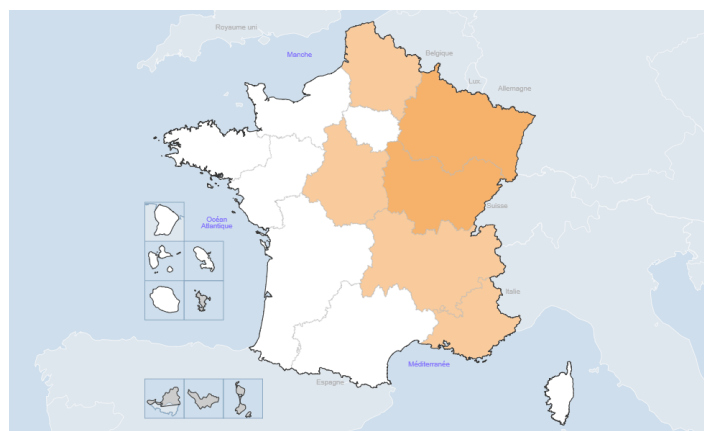 Royaume uni
Manche
Belgique
Lux.
Allemagne
Suisse
Océan
Atlantique
Italie
Méditerranée
Espagne